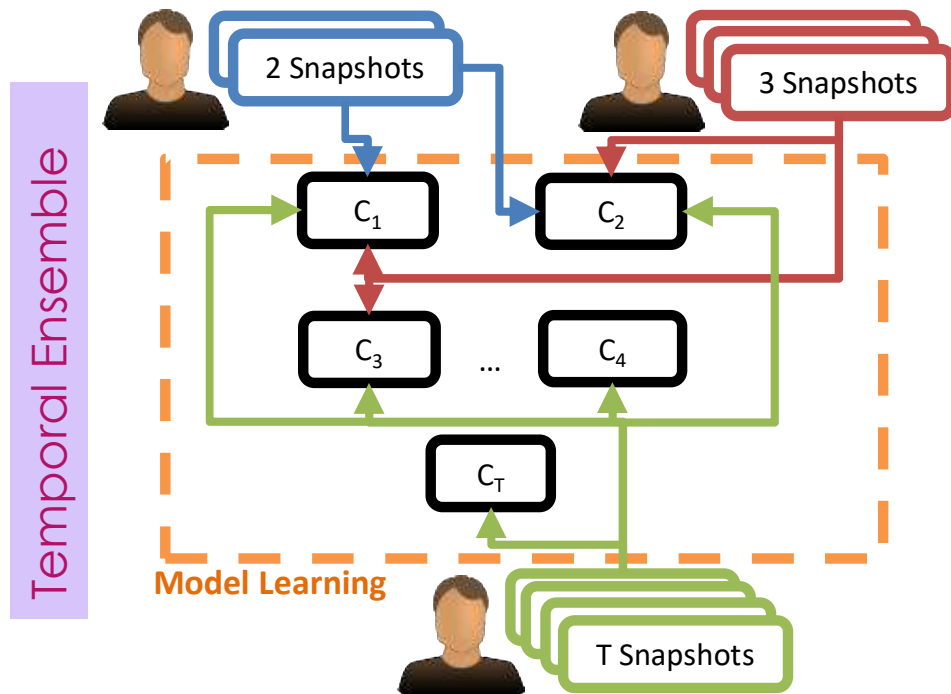 2 Snapshots
3 Snapshots
Temporal Ensemble
C1
C2
C3
...
C4
CT
Model Learning
T Snapshots